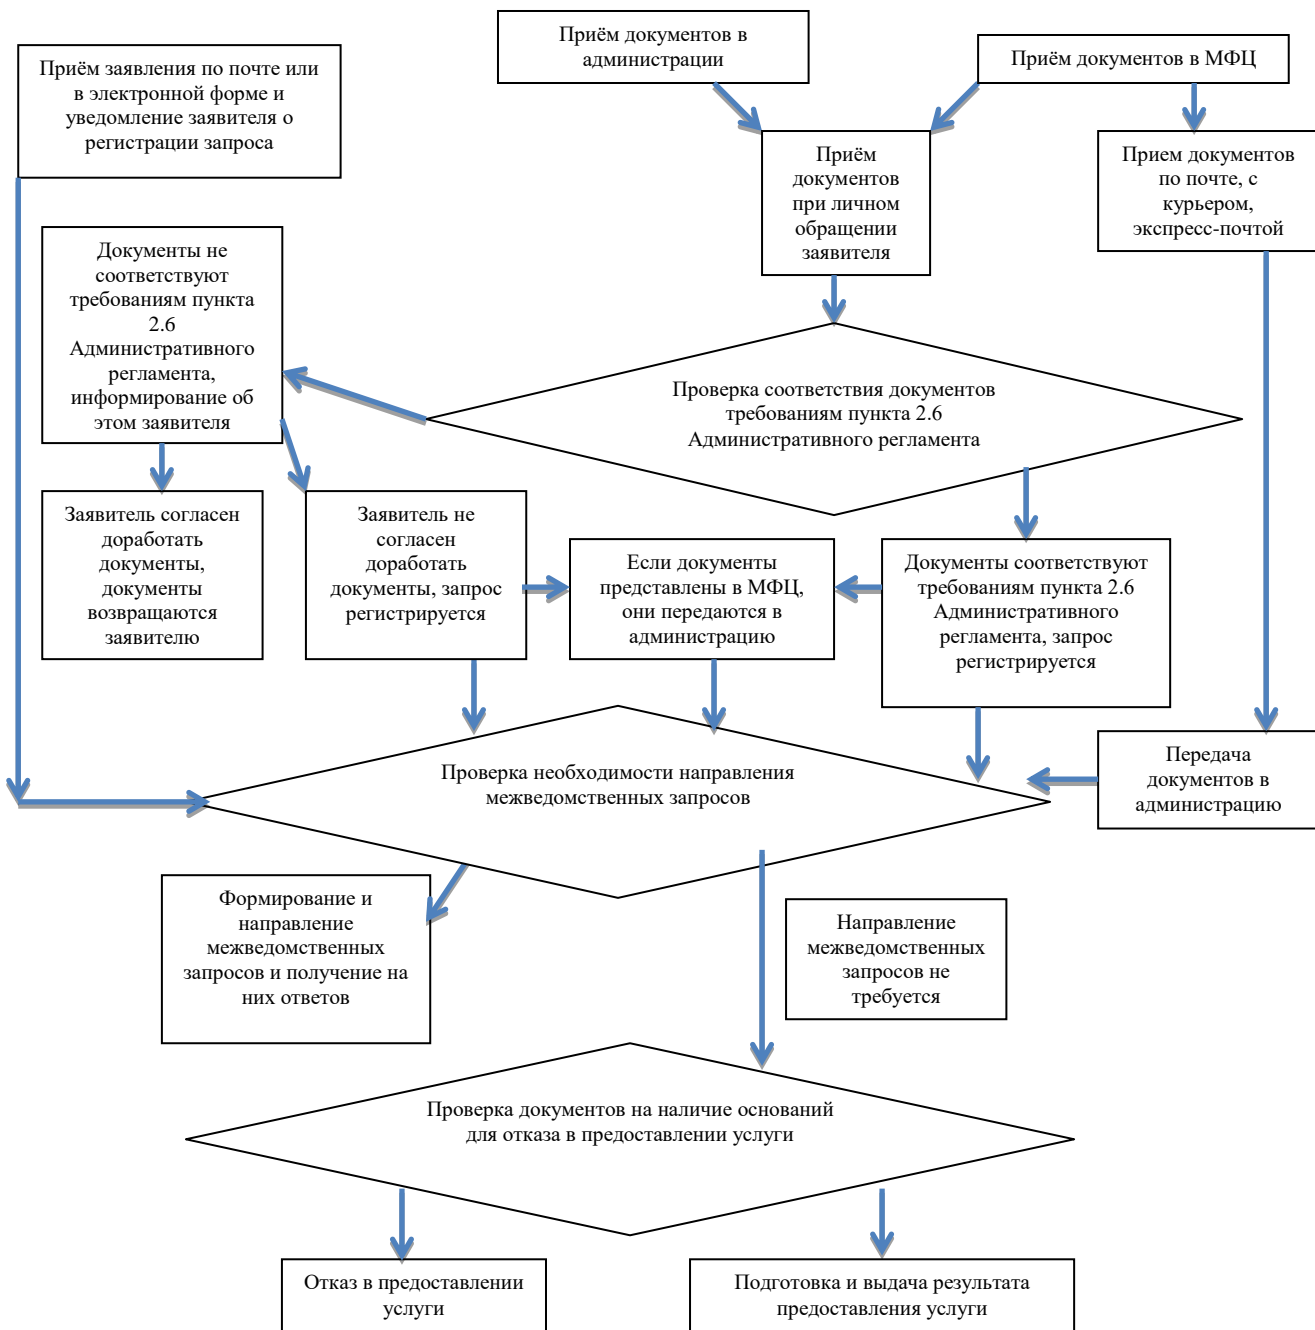 Приём документов в
администрации
Приём документов в МФЦ
Приём заявления по почте или
в электронной форме и
уведомление заявителя о
регистрации запроса
Приём
документов
при личном
обращении
заявителя
Прием документов
по почте, с
курьером,
экспресс-почтой
Документы не
соответствуют
требованиям пункта
2.6
Административного
регламента,
информирование об
этом заявителя
Проверка соответствия документов
требованиям пункта 2.6
Административного регламента
Заявитель согласен
доработать
документы,
документы
возвращаются
заявителю
Заявитель не
согласен
доработать
документы, запрос
регистрируется
Если документы
представлены в МФЦ,
они передаются в
администрацию
Документы соответствуют
требованиям пункта 2.6
Административного
регламента, запрос
регистрируется
Проверка необходимости направления
межведомственных запросов
Передача
документов в
администрацию
Формирование и
направление
межведомственных
запросов и получение на
них ответов
Направление
межведомственных
запросов не
требуется
Проверка документов на наличие оснований
для отказа в предоставлении услуги
Отказ в предоставлении
услуги
Подготовка и выдача результата
предоставления услуги